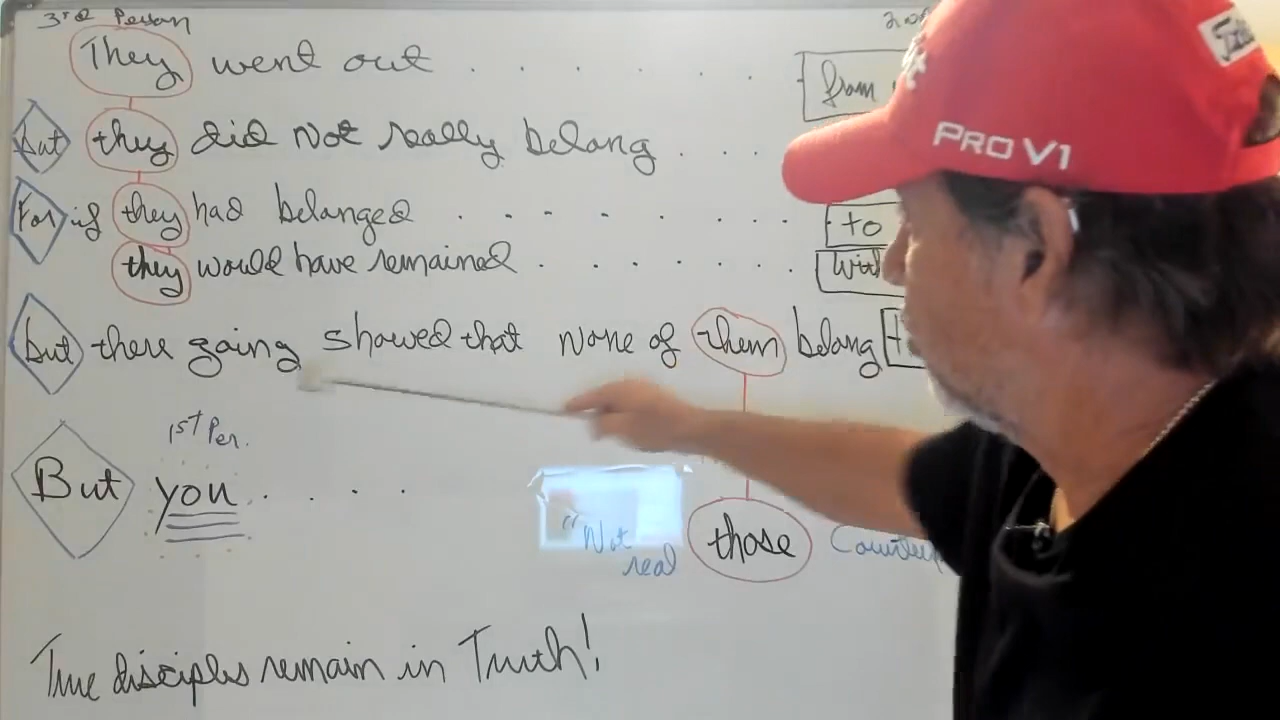 3rd Person
They went out . . . . . . . from
but they did Not really belong . . .
For if they had belonged . . . . . . . to
they would have remained . . . . . . .
but there going showed that none of them belong
1st Per.
But you . . . .
"Not real
those
True disciples remain in Truth!
PRO V1